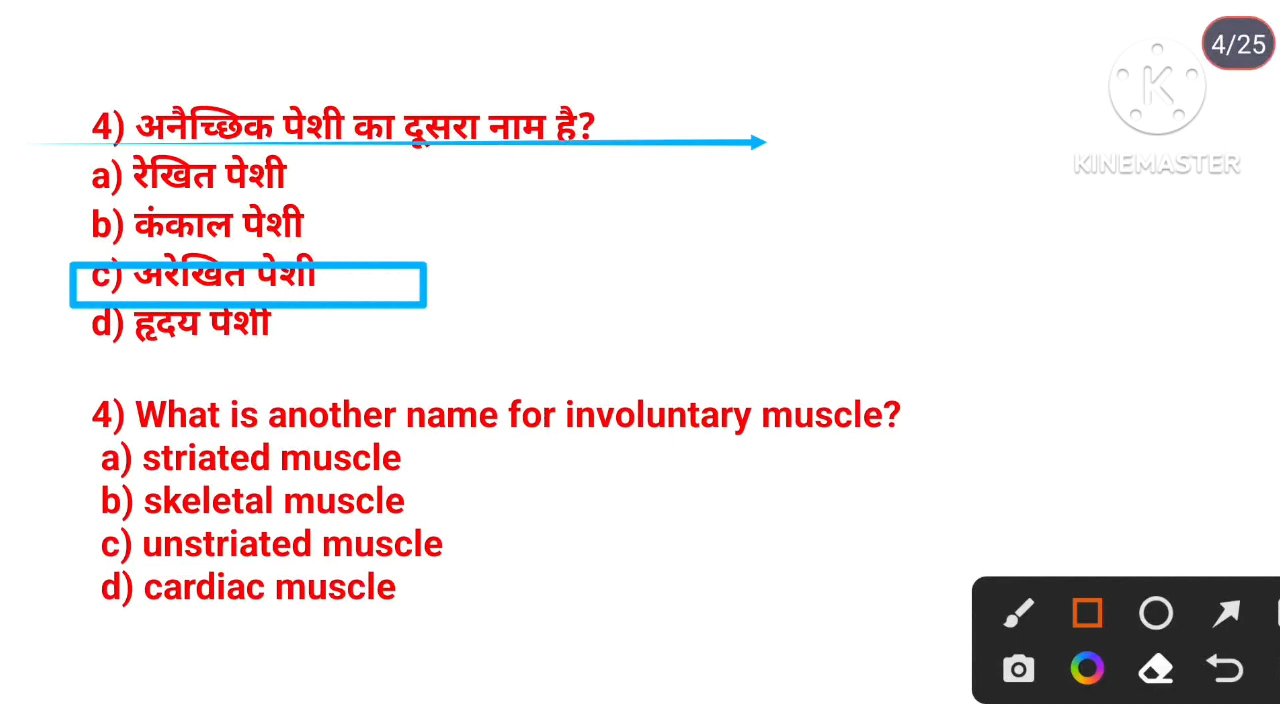 4/25
KINEMASTER
4) अनैच्छिक पेशी का दूसरा नाम है?
a) रेखित पेशी
b) कंकाल पेशी
c) अरेखित पेशी
d) हृदय पेशी
4) What is another name for involuntary muscle?
a) striated muscle
b) skeletal muscle
c) unstriated muscle
d) cardiac muscle